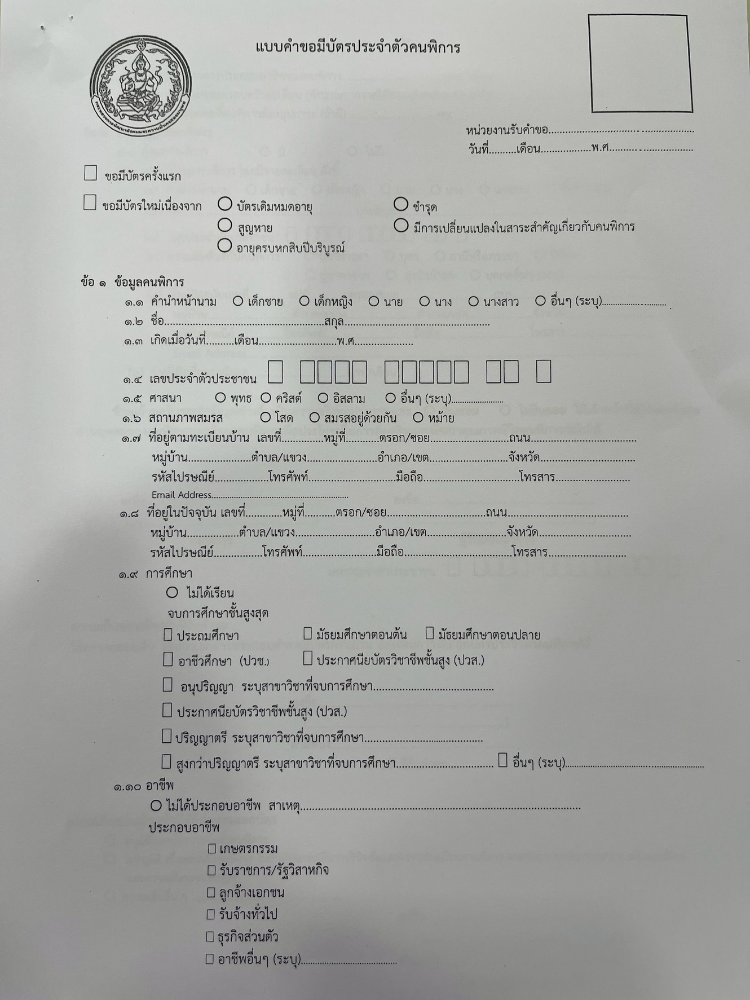 แบบคำขอมีบัตรประจำตัวคนพิการ
กระทรวงการพัฒนาสังคมและความมั่นคงของมนุษย์
หน่วยงานรับคำขอ........................................
วันที่.........เดือน.................พ.ศ...........................
☐ ขอมีบัตรครั้งแรก
☐ ขอมีบัตรใหม่เนื่องจาก ○ บัตรเดิมหมดอายุ ○ ชำรุด
○ สูญหาย ○ มีการเปลี่ยนแปลงในสาระสำคัญเกี่ยวกับคนพิการ
○ อายุครบหกสิบปีบริบูรณ์
ข้อ ๑ ข้อมูลคนพิการ
๑.๑ คำนำหน้านาม ○ เด็กชาย ○ เด็กหญิง ○ นาย ○ นาง ○ นางสาว ○ อื่นๆ (ระบุ)......................
๑.๒ ชื่อ.....................................................สกุล................................................
๑.๓ เกิดเมื่อวันที่.........เดือน..........................พ.ศ....................
๑.๔ เลขประจำตัวประชาชน ☐ ☐☐☐☐ ☐☐☐☐☐ ☐☐ ☐
๑.๕ ศาสนา ○ พุทธ ○ คริสต์ ○ อิสลาม ○ อื่นๆ (ระบุ)......................
๑.๖ สถานภาพสมรส ○ โสด ○ สมรสอยู่ด้วยกัน ○ หม้าย
๑.๗ ที่อยู่ตามทะเบียนบ้าน เลขที่..............หมู่ที่...........ตรอก/ซอย..........................ถนน...................................
หมู่บ้าน.....................ตำบล/แขวง.......................อำเภอ/เขต..........................จังหวัด................................
รหัสไปรษณีย์..................โทรศัพท์.............................มือถือ................................โทรสาร.........................
Email Address............................................................
๑.๘ ที่อยู่ในปัจจุบัน เลขที่............หมู่ที่..........ตรอก/ซอย.................................ถนน........................................
หมู่บ้าน.................ตำบล/แขวง..........................อำเภอ/เขต..........................จังหวัด...............................
รหัสไปรษณีย์................โทรศัพท์........................มือถือ....................................โทรสาร..........................
๑.๙ การศึกษา
○ ไม่ได้เรียน
จบการศึกษาชั้นสูงสุด
☐ ประถมศึกษา ☐ มัธยมศึกษาตอนต้น ☐ มัธยมศึกษาตอนปลาย
☐ อาชีวศึกษา (ปวช.) ☐ ประกาศนียบัตรวิชาชีพชั้นสูง (ปวส.)
☐ อนุปริญญา ระบุสาขาวิชาที่จบการศึกษา........................................
☐ ประกาศนียบัตรวิชาชีพชั้นสูง (ปวส.)
☐ ปริญญาตรี ระบุสาขาวิชาที่จบการศึกษา........................................
☐ สูงกว่าปริญญาตรี ระบุสาขาวิชาที่จบการศึกษา................................. ☐ อื่นๆ (ระบุ)................................................
๑.๑๐ อาชีพ
○ ไม่ได้ประกอบอาชีพ สาเหตุ..............................................................................................
ประกอบอาชีพ
☐ เกษตรกรรม
☐ รับราชการ/รัฐวิสาหกิจ
☐ ลูกจ้างเอกชน
☐ รับจ้างทั่วไป
☐ ธุรกิจส่วนตัว
☐ อาชีพอื่นๆ (ระบุ)........................................